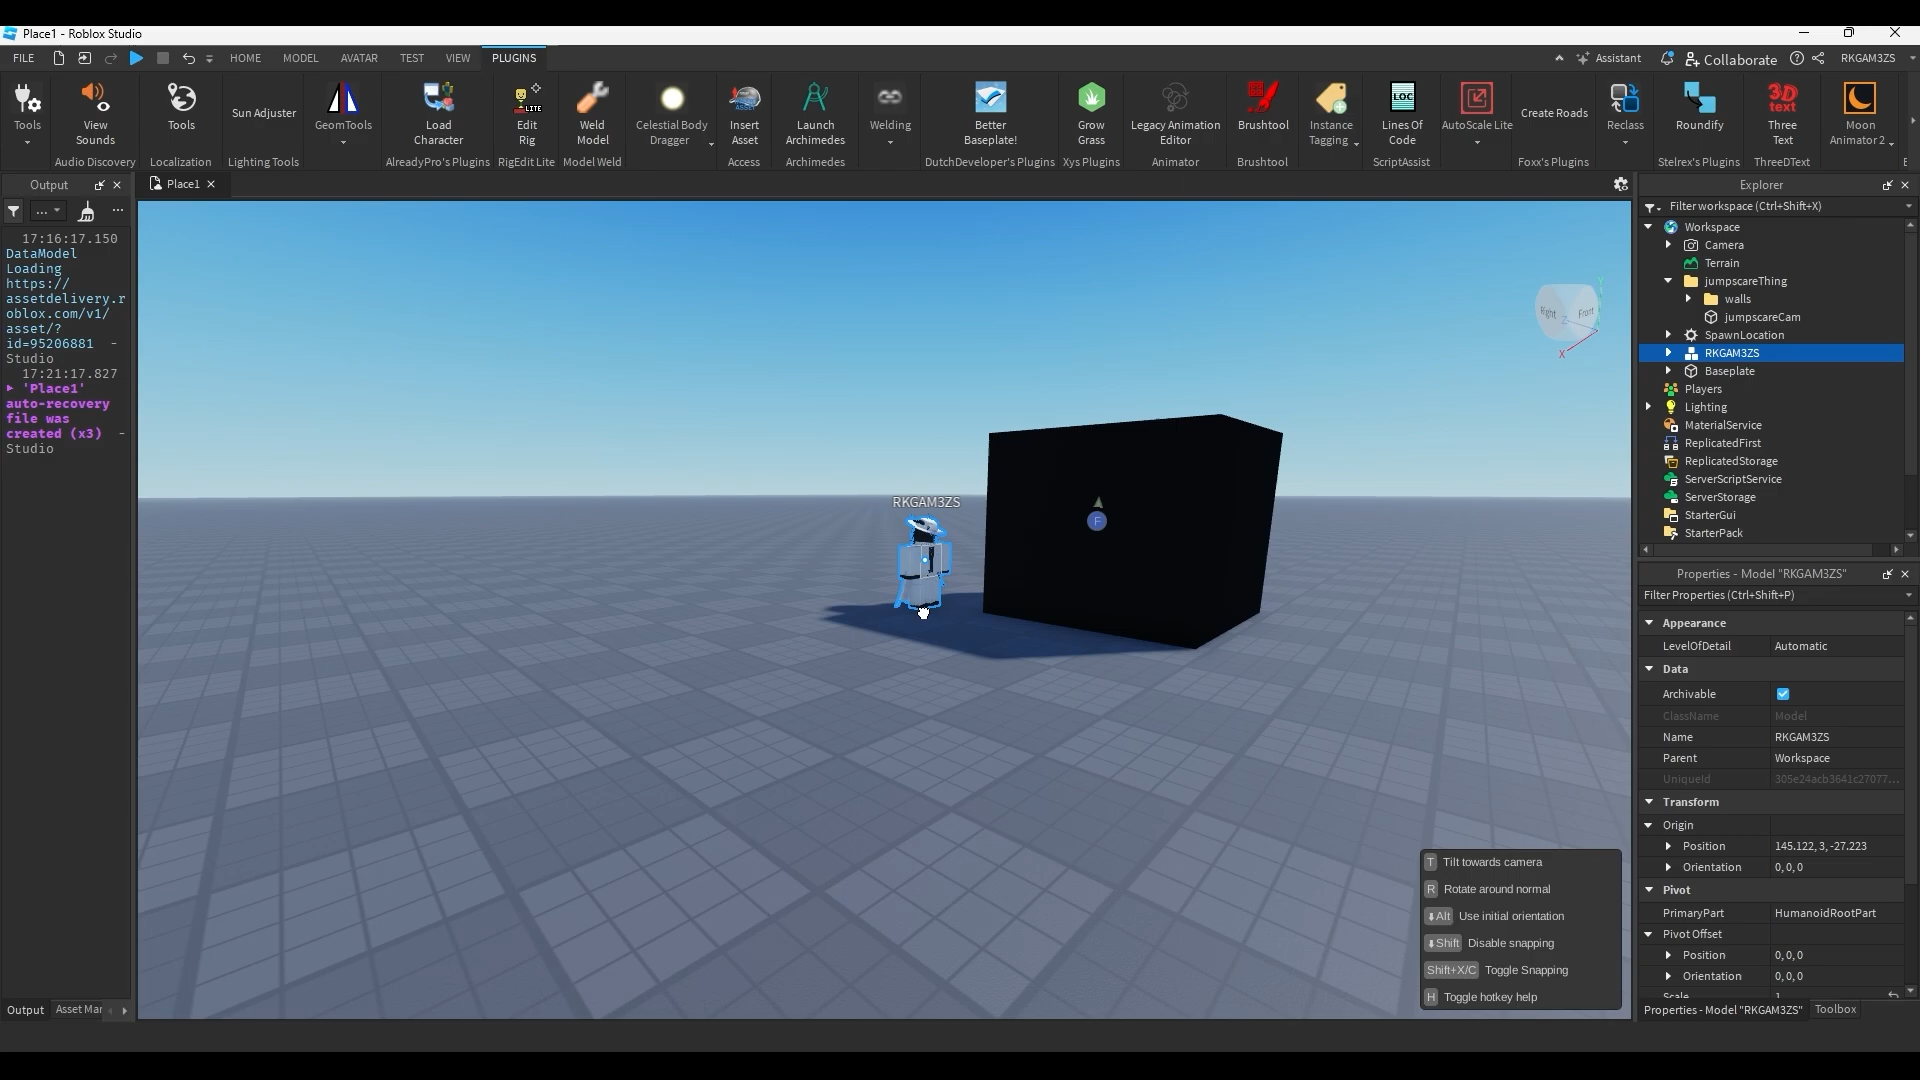 Place1 - Roblox Studio
FILE HOME MODEL AVATAR TEST VIEW PLUGINS Assistant Collaborate RKGAM3ZS
Tools
View
Sounds
Audio Discovery
Tools
Localization
Sun Adjuster
Lighting Tools
GeomTools
Load
Character
AlreadyPro's Plugins
Edit
Rig
LITE
RigEdit Lite
Weld
Model
Model Weld
Celestial Body
Dragger
Insert
Asset
Access
Launch
Archimedes
Archimedes
Welding
Better
Baseplate!
DutchDeveloper's Plugins
Grow
Grass
Xys Plugins
Legacy Animation
Editor
Animator
Brushtool
Brushtool
Instance
Tagging
LOC
Lines Of
Code
ScriptAssist
AutoScale Lite
Create Roads
Foxx's Plugins
Reclass
Roundify
Stelrex's Plugins
3D
text
Three
Text
ThreeDText
Moon
Animator 2
Output
...
17:16:17.150
DataModel
Loading
https://
assetdelivery.r
oblox.com/v1/
asset/?
id=95206881 -
Studio
17:21:17.827
'Place1'
auto-recovery
file was
created (x3) -
Studio
Output Asset Mar
Place1
Right Front
Y
Z
X
RKGAM3ZS
F
T Tilt towards camera
R Rotate around normal
Alt Use initial orientation
Shift Disable snapping
Shift+X/C Toggle Snapping
H Toggle hotkey help
Explorer
Filter workspace (Ctrl+Shift+X)
Workspace
Camera
Terrain
jumpscareThing
walls
jumpscareCam
SpawnLocation
RKGAM3ZS
Baseplate
Players
Lighting
MaterialService
ReplicatedFirst
ReplicatedStorage
ServerScriptService
ServerStorage
StarterGui
StarterPack
Properties - Model "RKGAM3ZS"
Filter Properties (Ctrl+Shift+P)
Appearance
LevelOfDetail Automatic
Data
Archivable
ClassName Model
Name RKGAM3ZS
Parent Workspace
UniqueId 305e24acb3641c27077...
Transform
Origin
Position 145.122, 3, -27.223
Orientation 0, 0, 0
Pivot
PrimaryPart HumanoidRootPart
Pivot Offset
Position 0, 0, 0
Orientation 0, 0, 0
Scale 1
Properties - Model "RKGAM3ZS" Toolbox